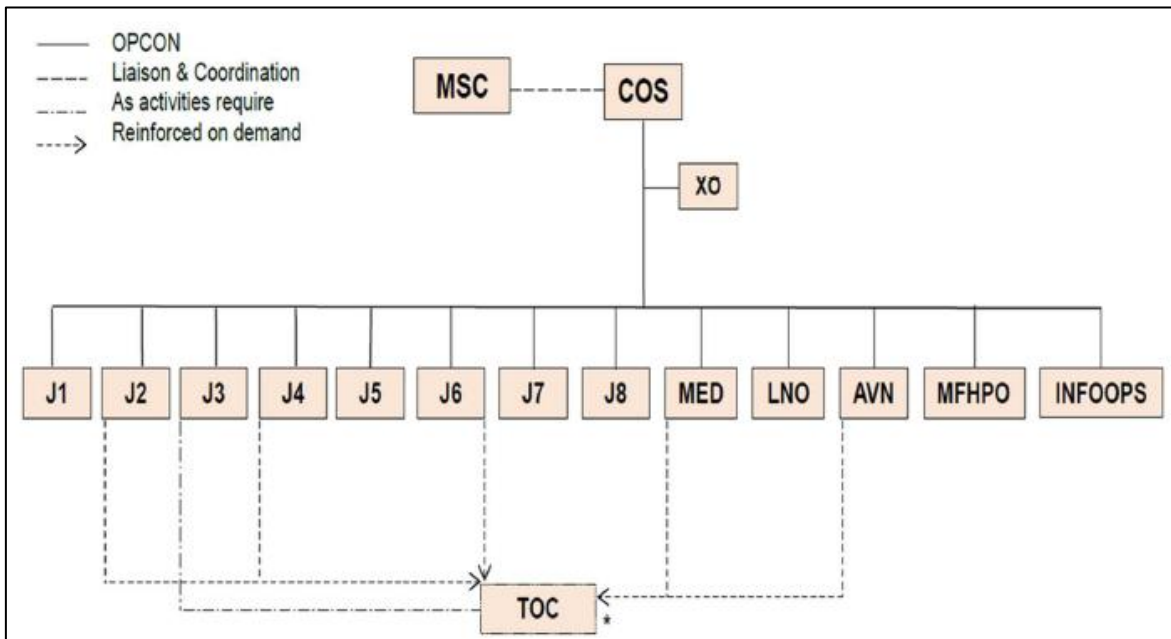 OPCON
Liaison & Coordination
As activities require
Reinforced on demand
MSC
COS
XO
J1
J2
J3
J4
J5
J6
J7
J8
MED
LNO
AVN
MFHPO
INFOOPS
TOC
*